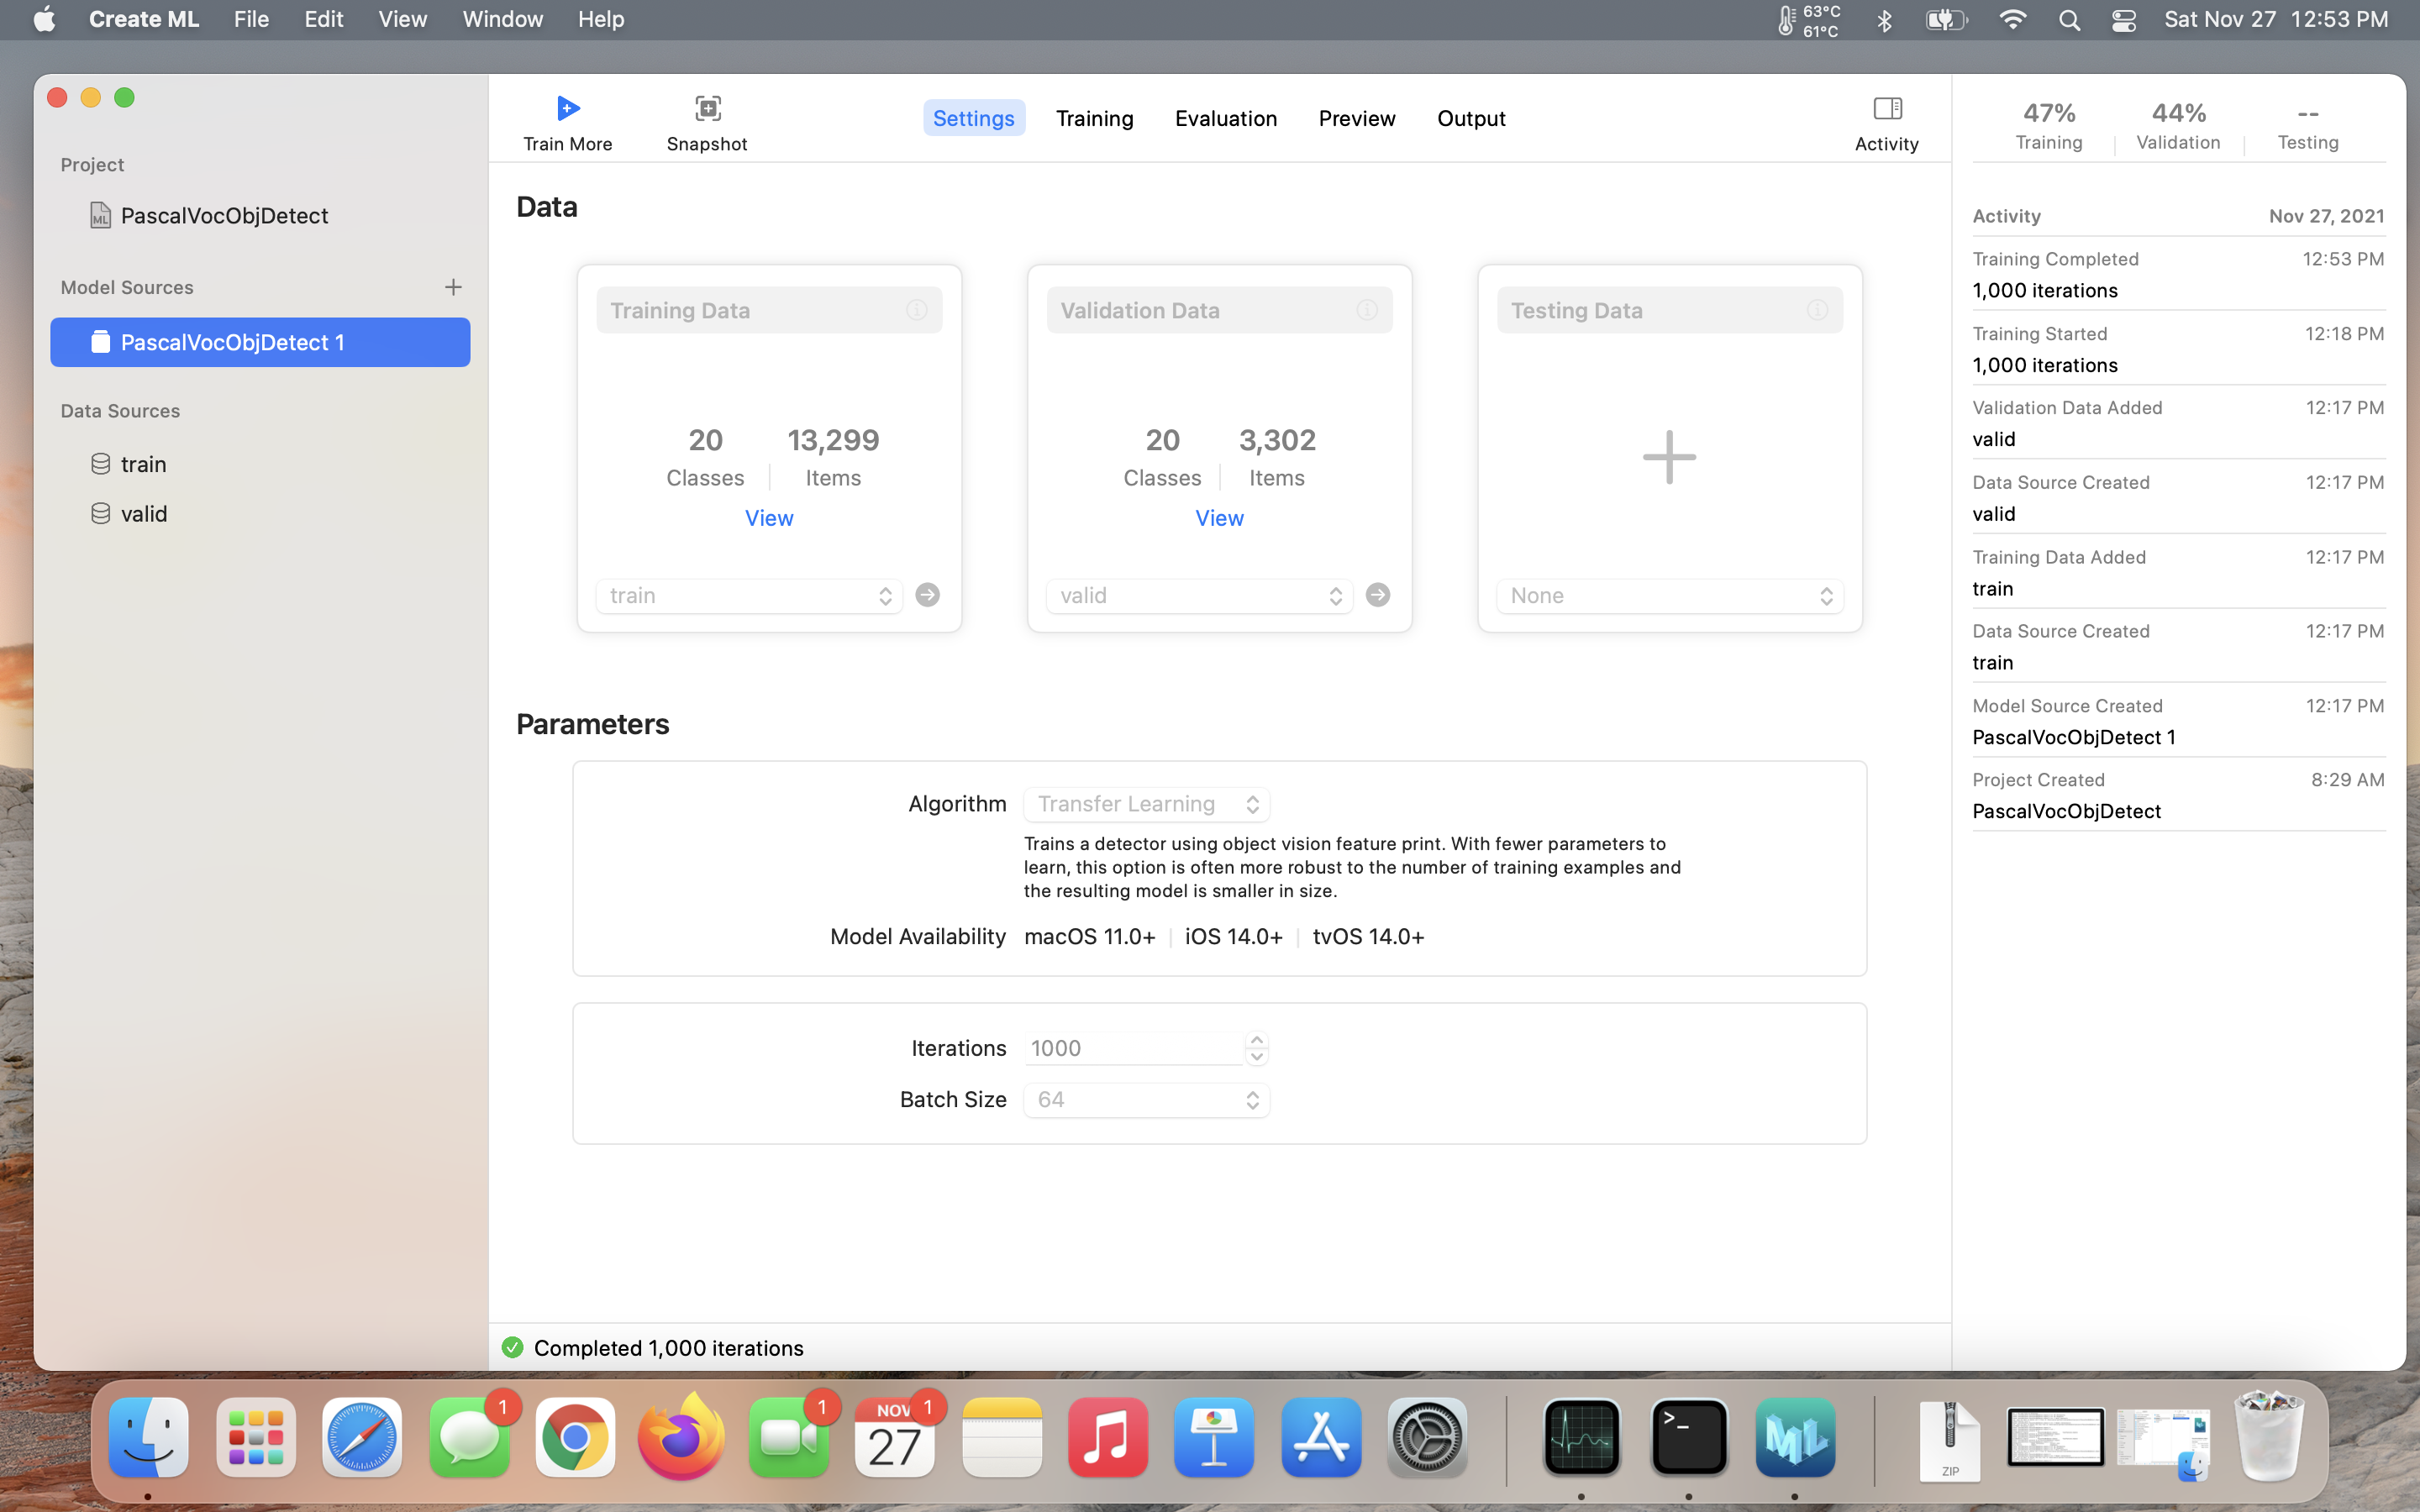 Create ML File Edit View Window Help 63°C 61°C Sat Nov 27 12:53 PM
Train More Snapshot Settings Training Evaluation Preview Output Activity
47% 44% --
Training Validation Testing
Project
PascalVocObjDetect
Model Sources +
PascalVocObjDetect 1
Data Sources
train
valid
Data
Training Data
20 13,299
Classes Items
View
train
Validation Data
20 3,302
Classes Items
View
valid
Testing Data
None
Parameters
Algorithm Transfer Learning
Trains a detector using object vision feature print. With fewer parameters to
learn, this option is often more robust to the number of training examples and
the resulting model is smaller in size.
Model Availability macOS 11.0+ iOS 14.0+ tvOS 14.0+
Iterations 1000
Batch Size 64
Completed 1,000 iterations
Activity Nov 27, 2021
Training Completed 12:53 PM
1,000 iterations
Training Started 12:18 PM
1,000 iterations
Validation Data Added 12:17 PM
valid
Data Source Created 12:17 PM
valid
Training Data Added 12:17 PM
train
Data Source Created 12:17 PM
train
Model Source Created 12:17 PM
PascalVocObjDetect 1
Project Created 8:29 AM
PascalVocObjDetect
1 1 NOV 1
27
>_
ML
ZIP